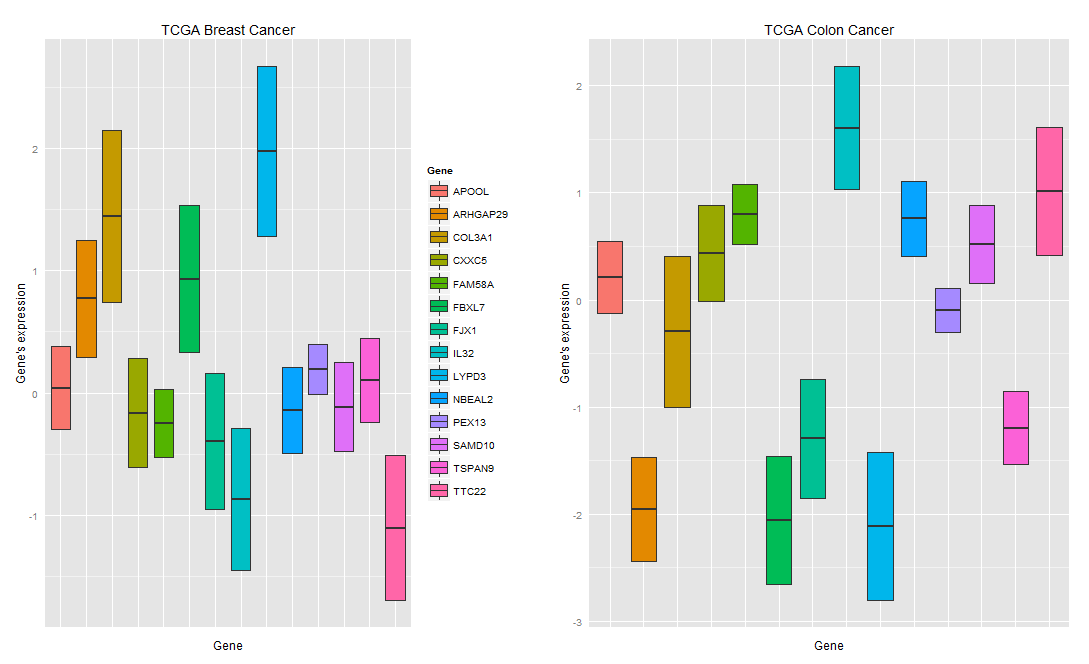 TCGA Breast Cancer
Gene's expression
2
1
0
-1
Gene
Gene
APOOL
ARHGAP29
COL3A1
CXXC5
FAM58A
FBXL7
FJX1
IL32
LYPD3
NBEAL2
PEX13
SAMD10
TSPAN9
TTC22
TCGA Colon Cancer
Gene's expression
2
1
0
-1
-2
-3
Gene